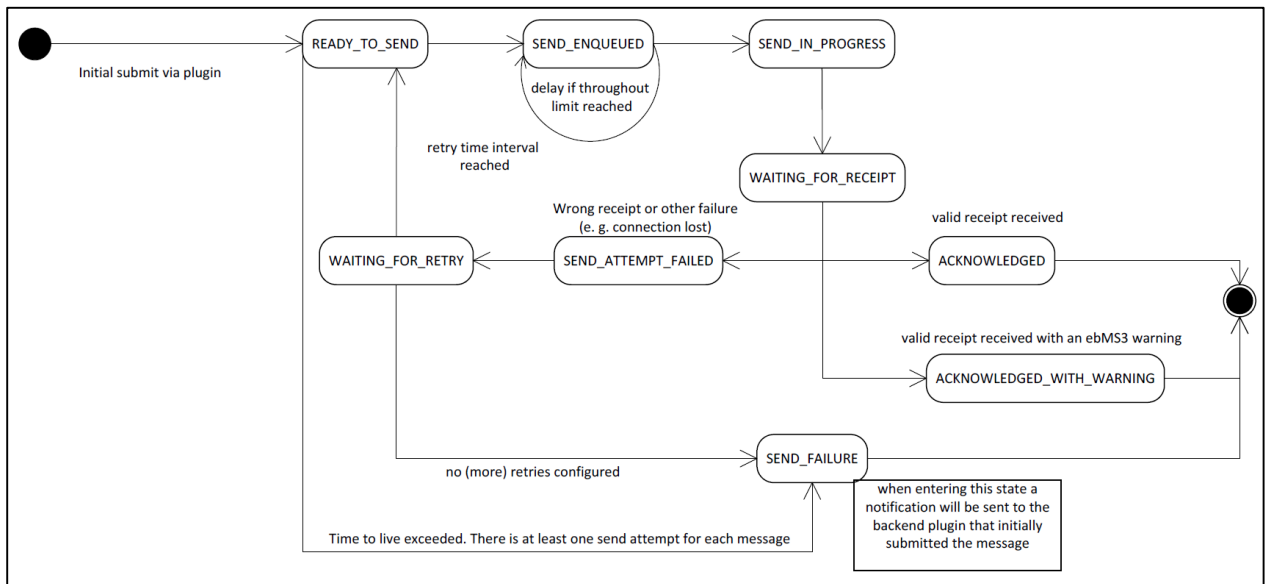 READY_TO_SEND
SEND_ENQUEUED
SEND_IN_PROGRESS
Initial submit via plugin
delay if throughout
limit reached
retry time interval
reached
WAITING_FOR_RECEIPT
Wrong receipt or other failure
(e. g. connection lost)
valid receipt received
WAITING_FOR_RETRY
SEND_ATTEMPT_FAILED
ACKNOWLEDGED
valid receipt received with an ebMS3 warning
ACKNOWLEDGED_WITH_WARNING
SEND_FAILURE
no (more) retries configured
when entering this state a
notification will be sent to the
backend plugin that initially
submitted the message
Time to live exceeded. There is at least one send attempt for each message